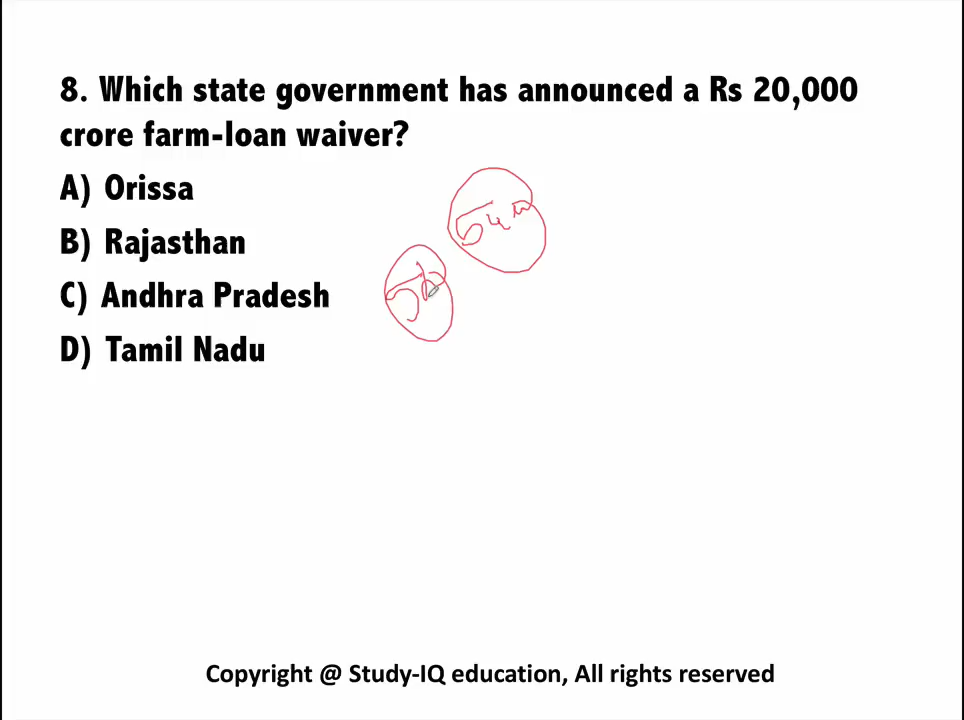 8. Which state government has announced a Rs 20,000
crore farm-loan waiver?
A) Orissa
B) Rajasthan
C) Andhra Pradesh
D) Tamil Nadu
Copyright @ Study-IQ education, All rights reserved